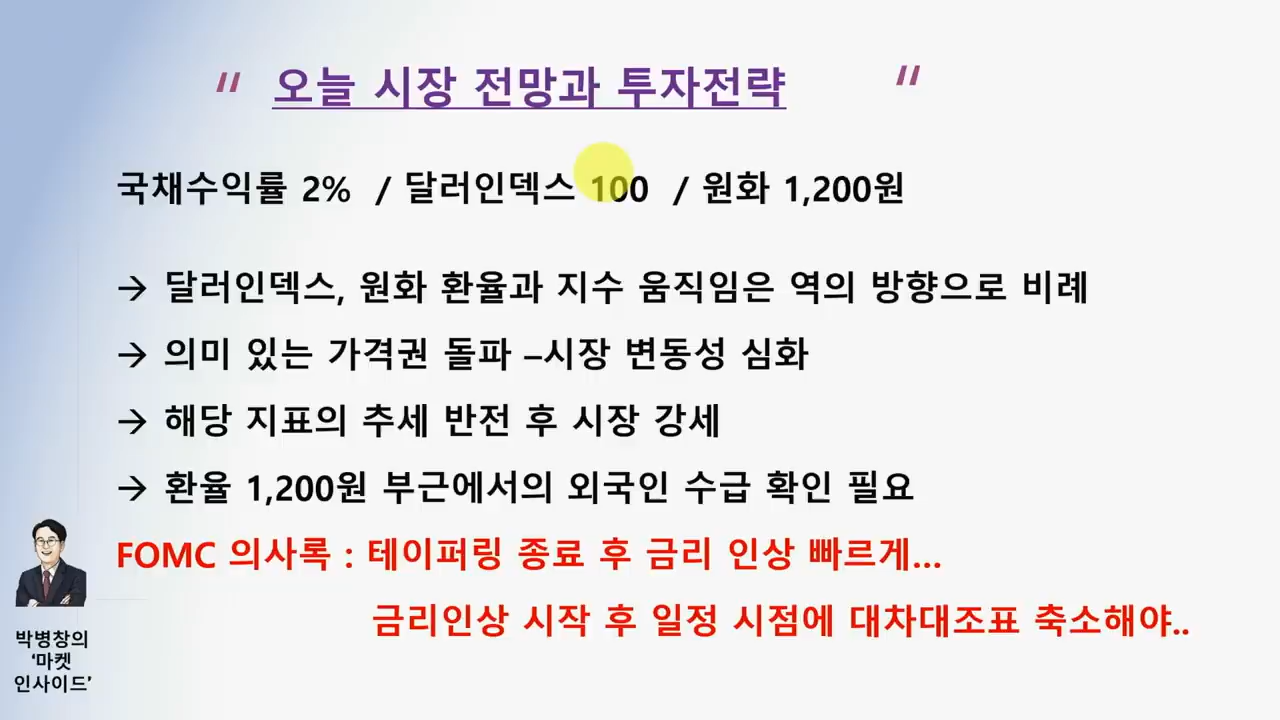 " 오늘 시장 전망과 투자전략 "
국채수익률 2% / 달러인덱스 100 / 원화 1,200원
→ 달러인덱스, 원화 환율과 지수 움직임은 역의 방향으로 비례
→ 의미 있는 가격권 돌파 –시장 변동성 심화
→ 해당 지표의 추세 반전 후 시장 강세
→ 환율 1,200원 부근에서의 외국인 수급 확인 필요
FOMC 의사록 : 테이퍼링 종료 후 금리 인상 빠르게...
금리인상 시작 후 일정 시점에 대차대조표 축소해야..
박병창의
‘마켓
인사이드’